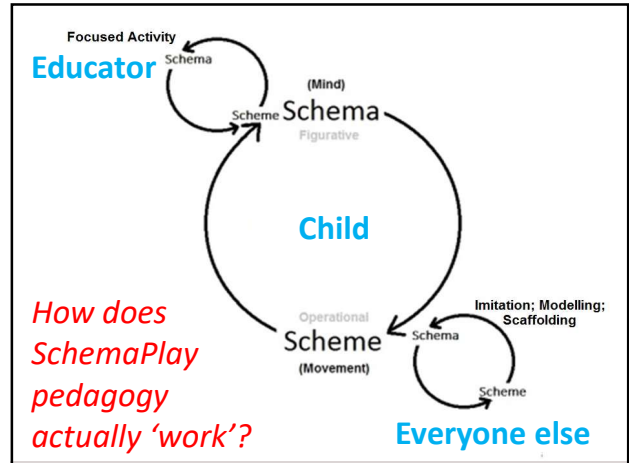 Focused Activity
Schema
Educator
(Mind)
Scheme
Schema
Figurative
Child
Operational
Scheme
(Movement)
Imitation; Modelling;
Scaffolding
Schema
Scheme
Everyone else
How does
SchemaPlay
pedagogy
actually ‘work’?